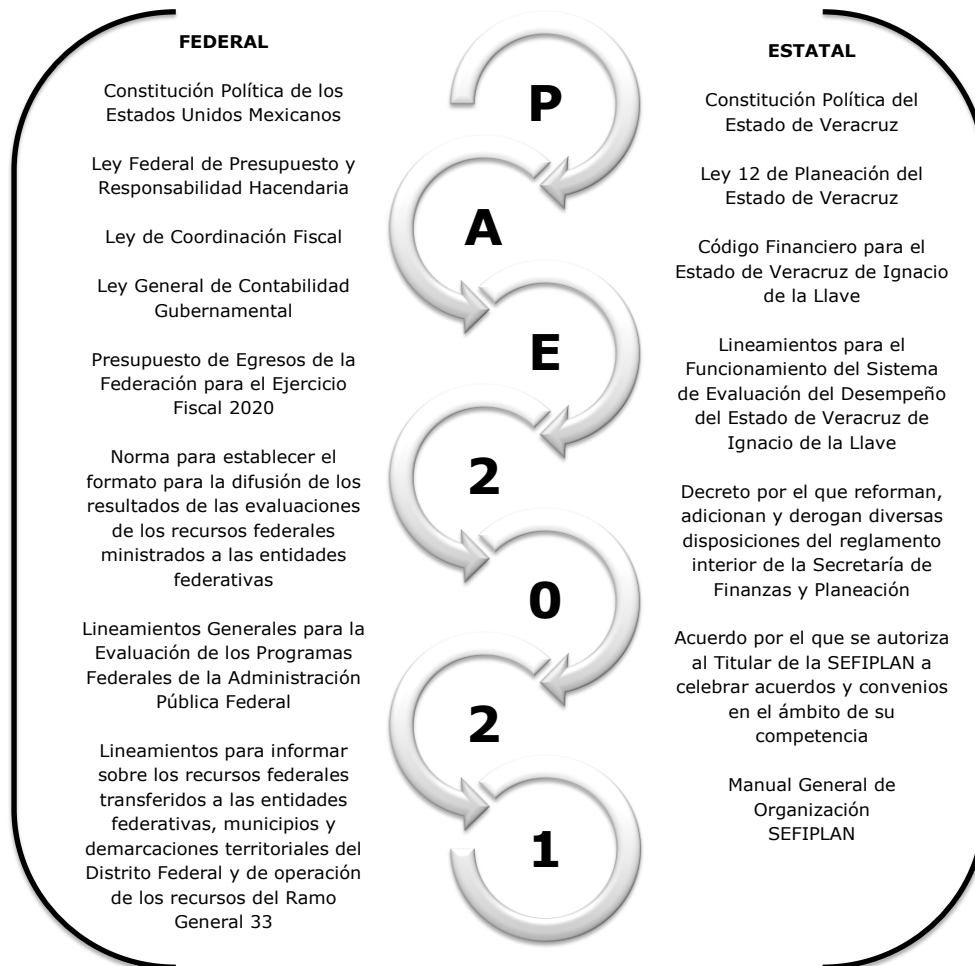 FEDERAL
Constitución Política de los
Estados Unidos Mexicanos
Ley Federal de Presupuesto y
Responsabilidad Hacendaria
Ley de Coordinación Fiscal
Ley General de Contabilidad
Gubernamental
Presupuesto de Egresos de la
Federación para el Ejercicio
Fiscal 2020
Norma para establecer el
formato para la difusión de los
resultados de las evaluaciones
de los recursos federales
ministrados a las entidades
federativas
Lineamientos Generales para la
Evaluación de los Programas
Federales de la Administración
Pública Federal
Lineamientos para informar
sobre los recursos federales
transferidos a las entidades
federativas, municipios y
demarcaciones territoriales del
Distrito Federal y de operación
de los recursos del Ramo
General 33
P
A
E
2
0
2
1
ESTATAL
Constitución Política del
Estado de Veracruz
Ley 12 de Planeación del
Estado de Veracruz
Código Financiero para el
Estado de Veracruz de Ignacio
de la Llave
Lineamientos para el
Funcionamiento del Sistema
de Evaluación del Desempeño
del Estado de Veracruz de
Ignacio de la Llave
Decreto por el que reforman,
adicionan y derogan diversas
disposiciones del reglamento
interior de la Secretaría de
Finanzas y Planeación
Acuerdo por el que se autoriza
al Titular de la SEFIPLAN a
celebrar acuerdos y convenios
en el ámbito de su
competencia
Manual General de
Organización
SEFIPLAN